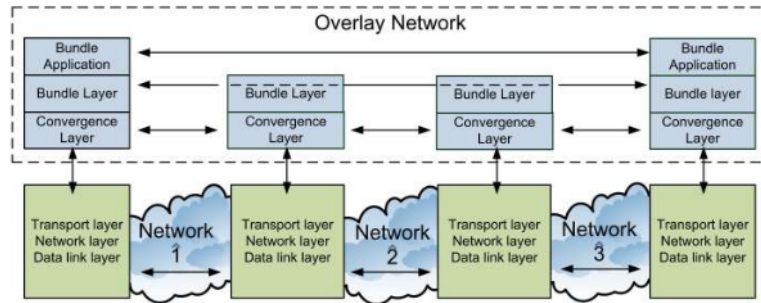 Overlay Network
Bundle
Application
Bundle Layer
Convergence
Layer
Bundle Layer
Convergence
Layer
Bundle Layer
Convergence
Layer
Bundle
Application
Bundle layer
Convergence
Layer
Transport layer
Network layer
Data link layer
Network
1
Transport layer
Network layer
Data link layer
Network
2
Transport layer
Network layer
Data link layer
Network
3
Transport layer
Network layer
Data link layer